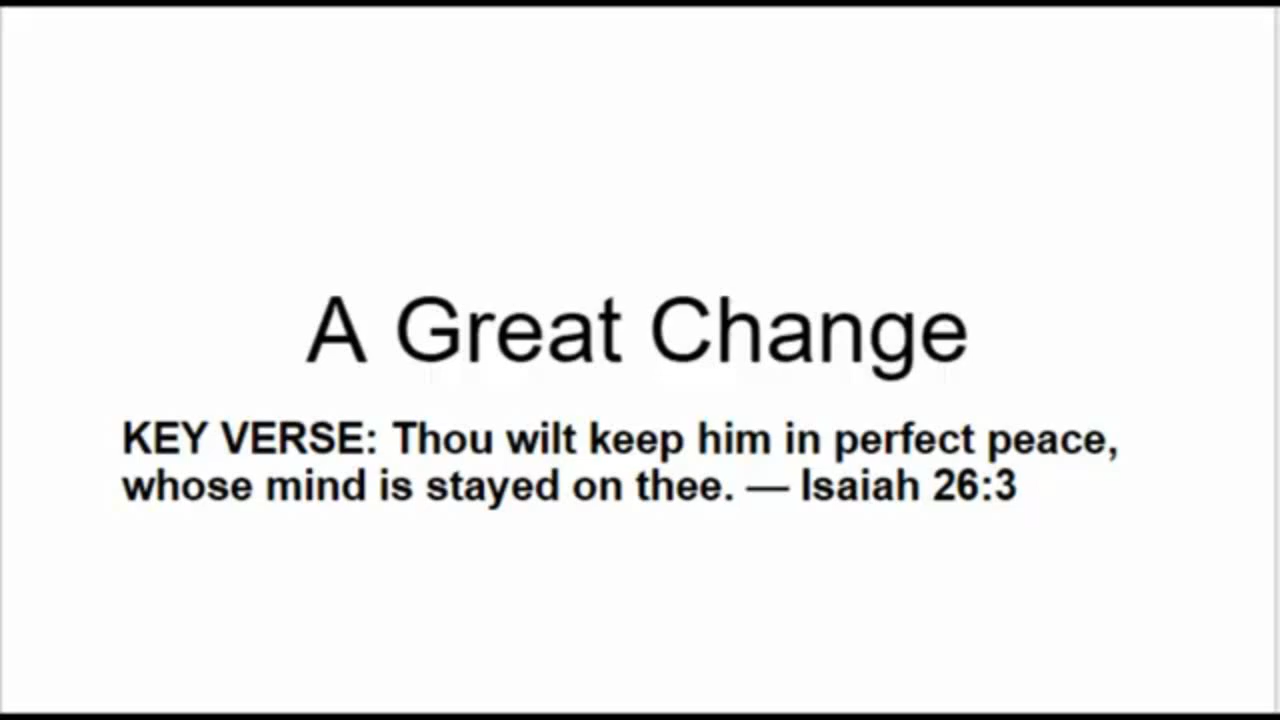 A Great Change
KEY VERSE: Thou wilt keep him in perfect peace,
whose mind is stayed on thee. — Isaiah 26:3